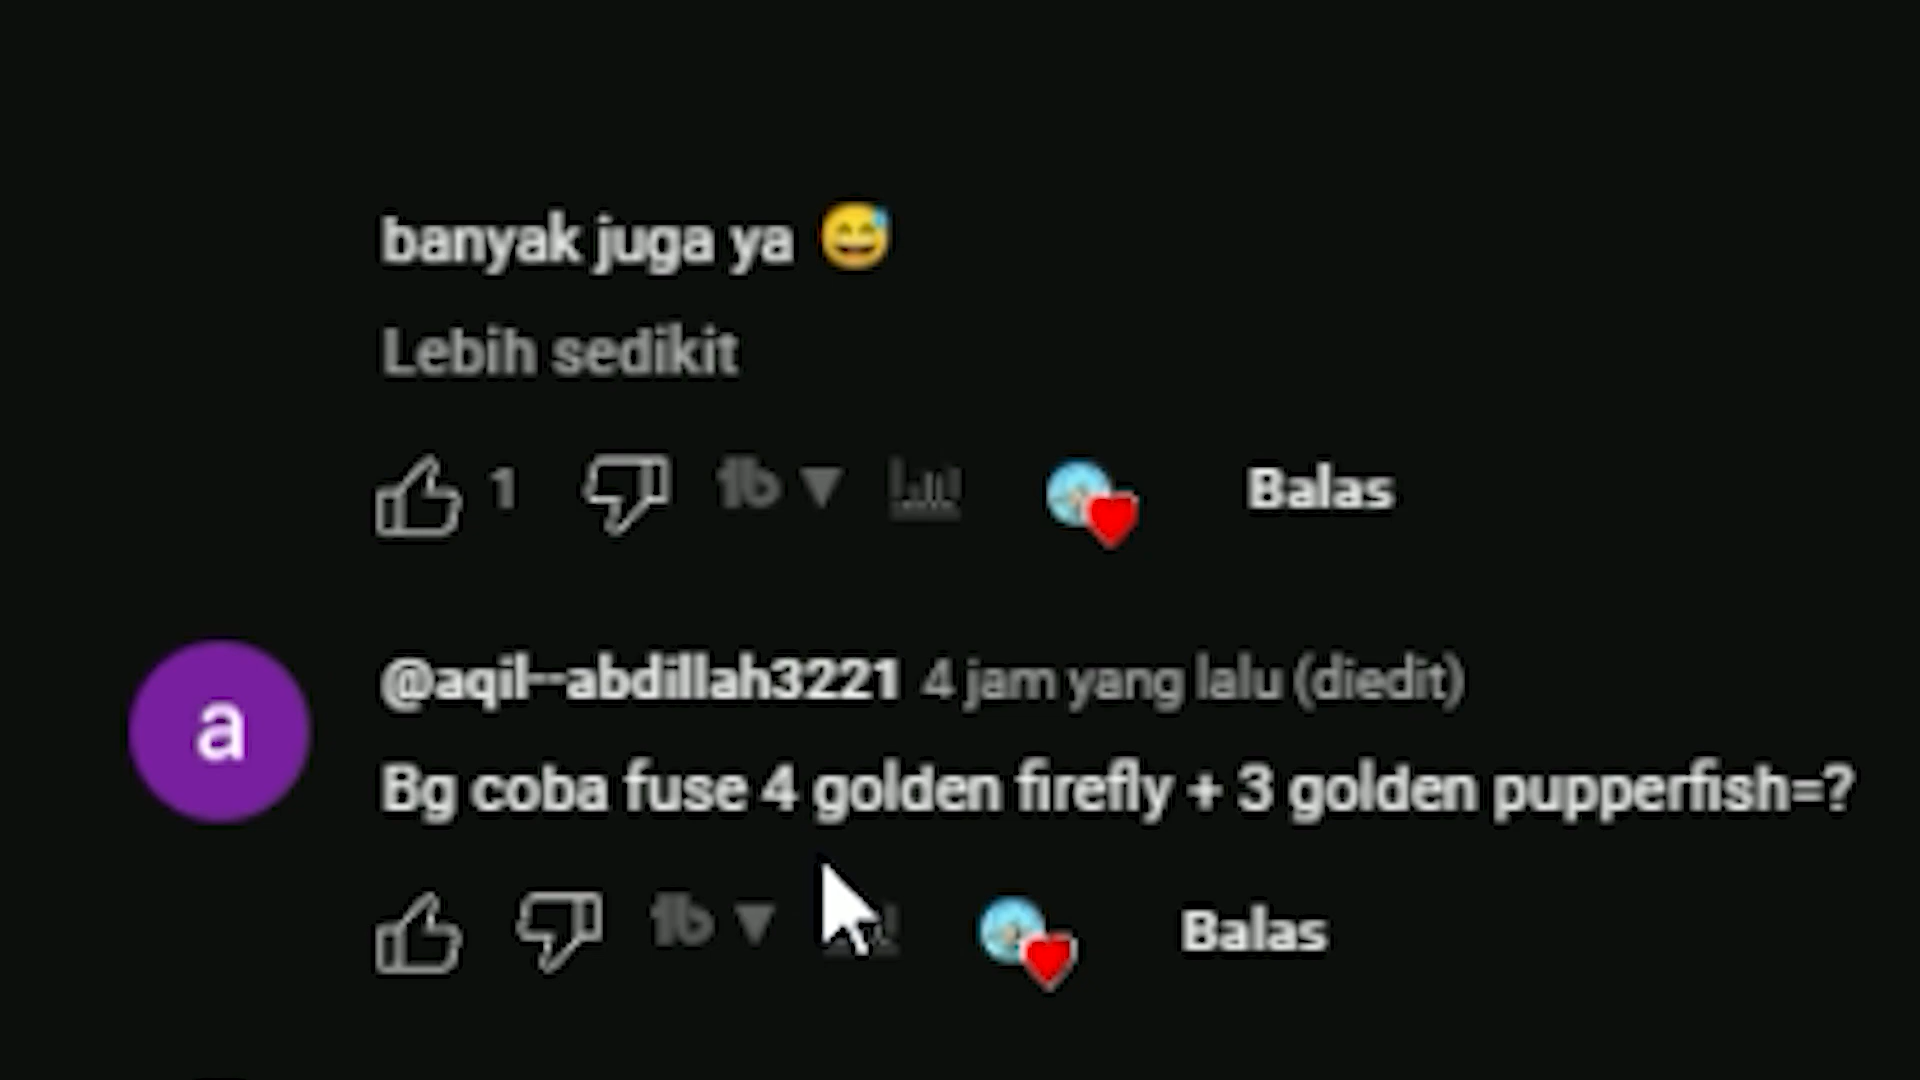 banyak juga ya 😅
Lebih sedikit
1
Balas
a
@aqil--abdillah3221 4 jam yang lalu (diedit)
Bg coba fuse 4 golden firefly + 3 golden pupperfish=?
Balas